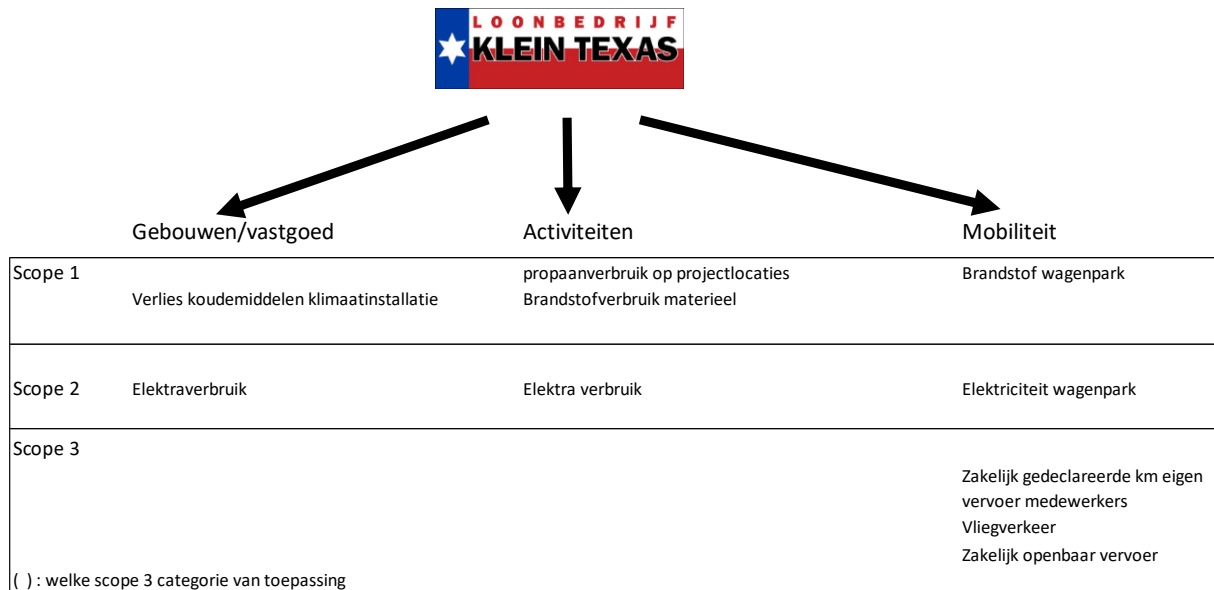 LOONBEDRIJF
KLEIN TEXAS
Gebouwen/vastgoed Activiteiten Mobiliteit
Scope 1 propaanverbruik op projectlocaties Brandstof wagenpark
Verlies koudemiddelen klimaatinstallatie Brandstofverbruik materieel
Scope 2 Elektraverbruik Elektra verbruik Elektriciteit wagenpark
Scope 3
Zakelijk gedeclareerde km eigen
vervoer medewerkers
Vliegverkeer
Zakelijk openbaar vervoer
( ) : welke scope 3 categorie van toepassing